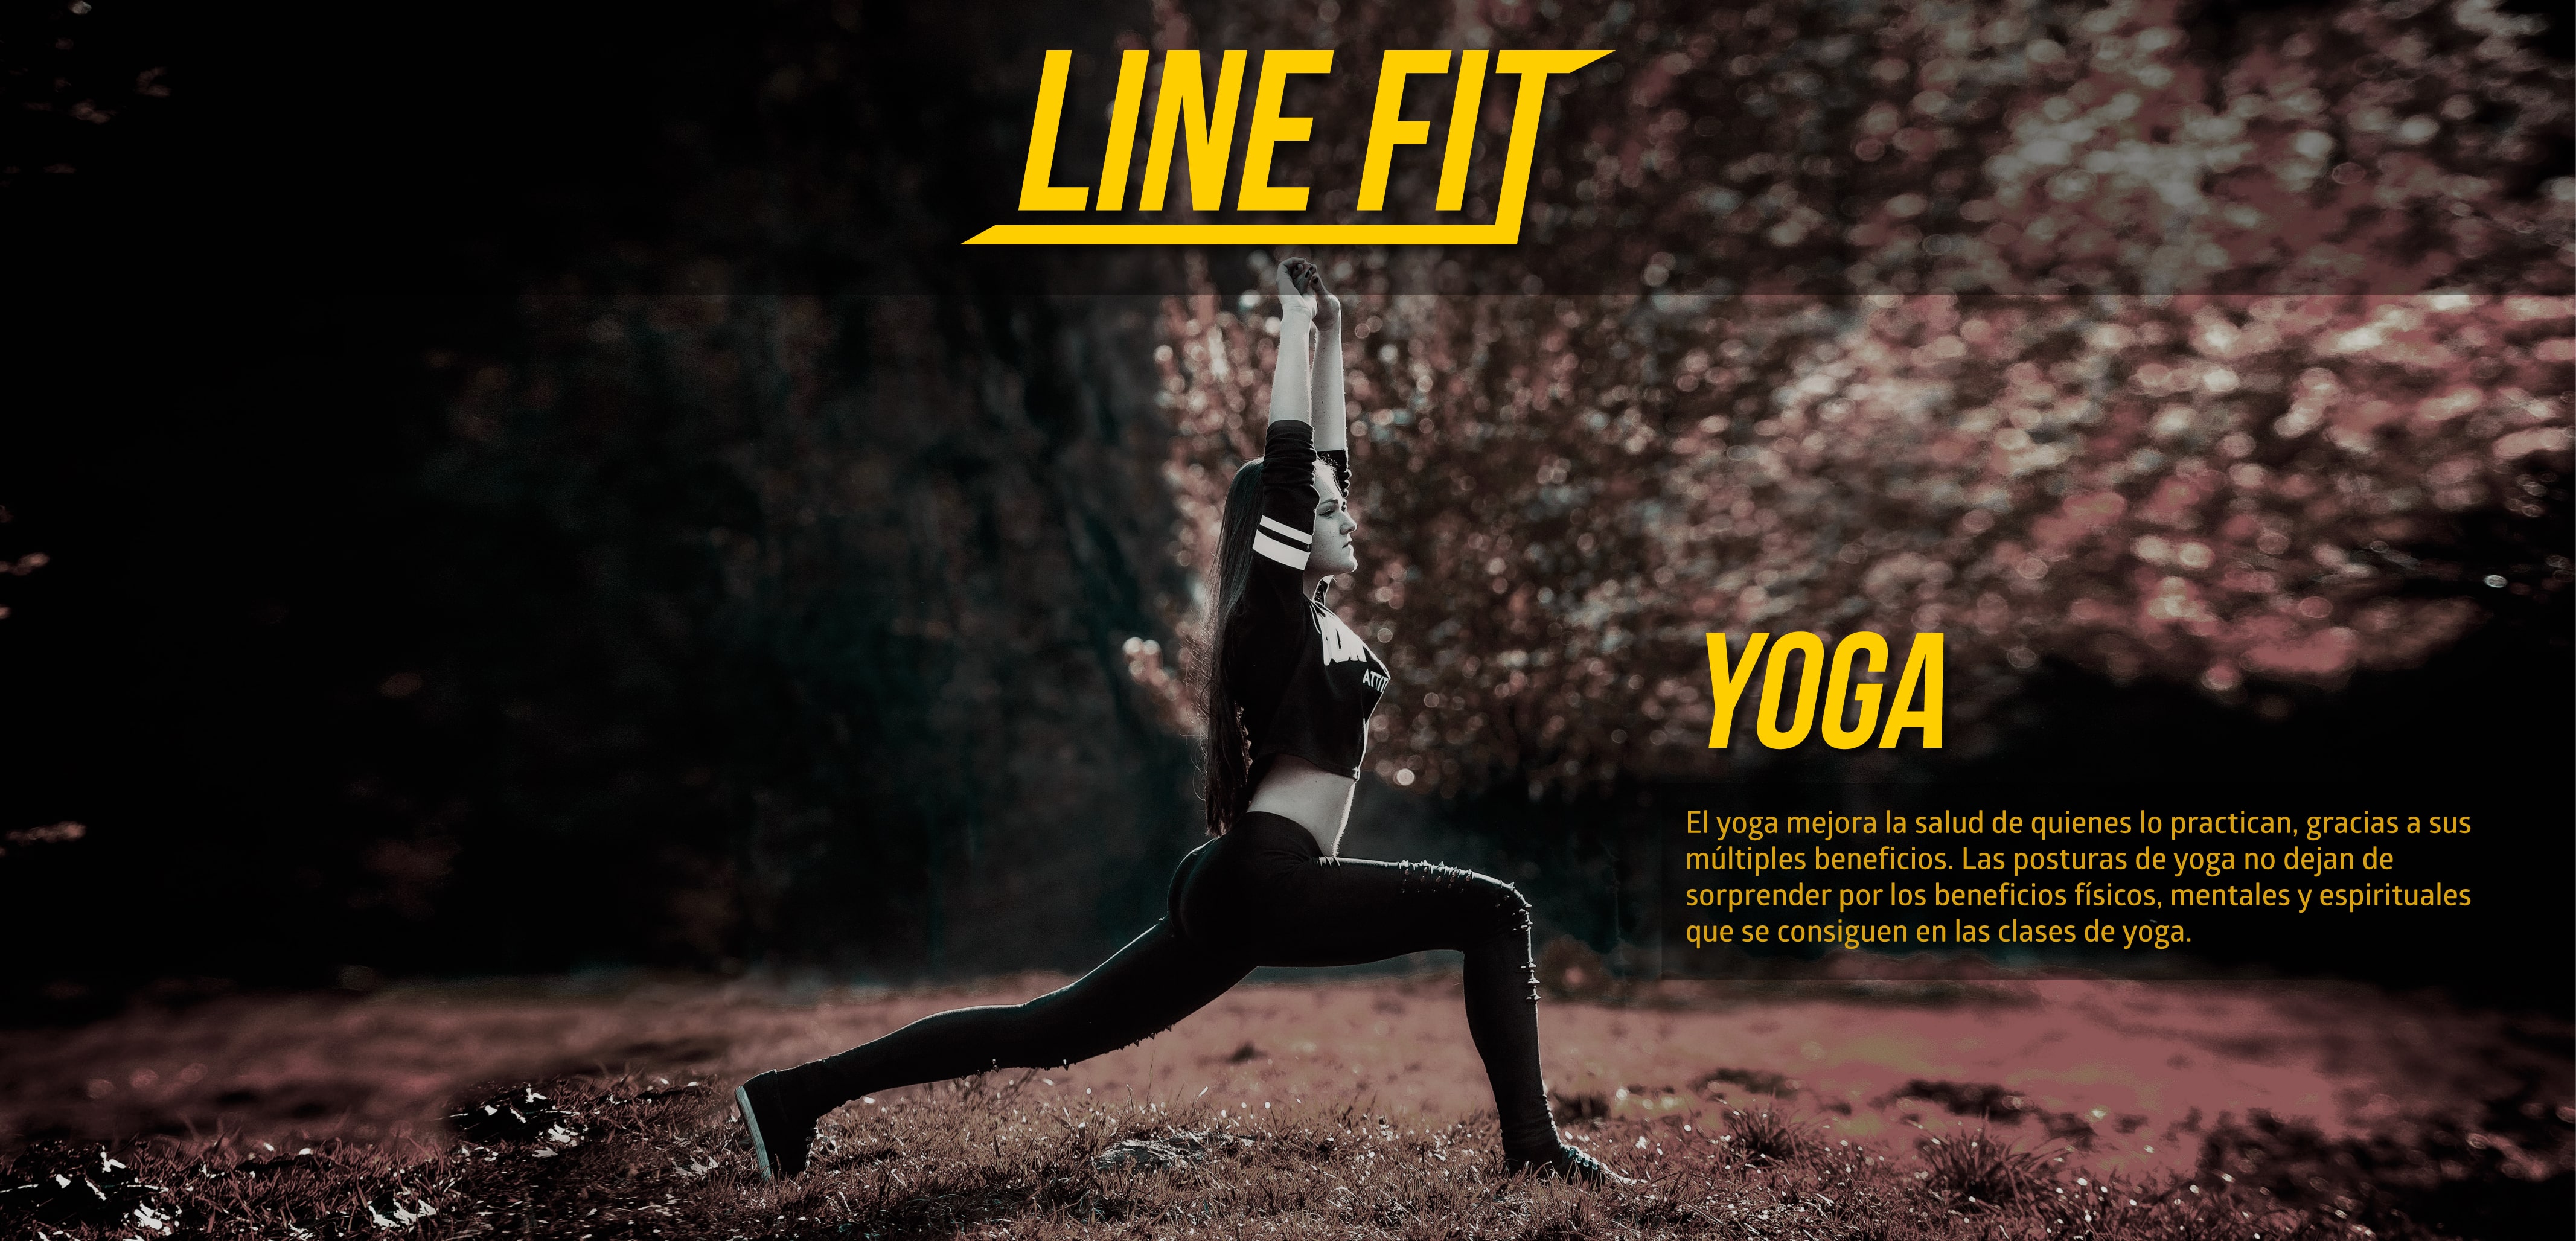 LINE FIT
YOGA
El yoga mejora la salud de quienes lo practican, gracias a sus
múltiples beneficios. Las posturas de yoga no dejan de
sorprender por los beneficios físicos, mentales y espirituales
que se consiguen en las clases de yoga.